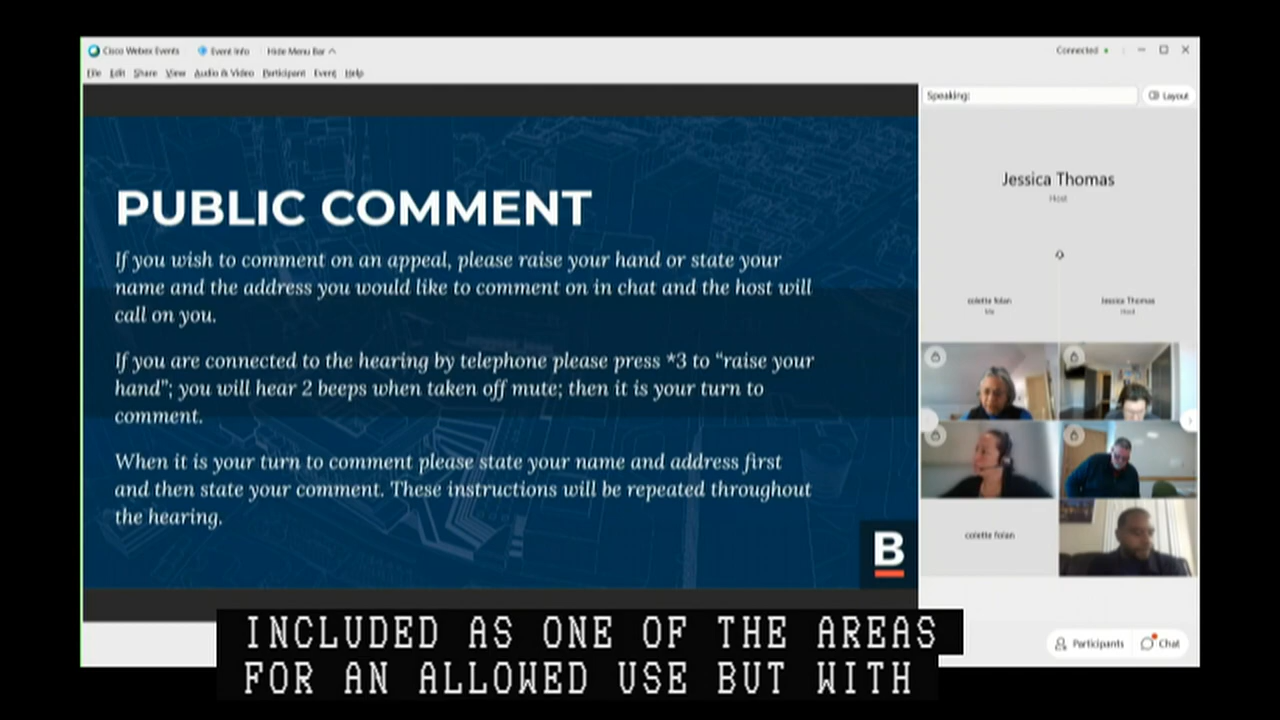 Cisco Webex Events Event Info Hide Menu Bar Connected
File Edit Share View Audio & Video Participant Event Help
Speaking: Layout
PUBLIC COMMENT
If you wish to comment on an appeal, please raise your hand or state your
name and the address you would like to comment on in chat and the host will
call on you.
If you are connected to the hearing by telephone please press *3 to “raise your
hand”; you will hear 2 beeps when taken off mute; then it is your turn to
comment.
When it is your turn to comment please state your name and address first
and then state your comment. These instructions will be repeated throughout
the hearing.
B
Jessica Thomas
Host
colette folan
Me
Jessica Thomas
Host
colette folan
Participants Chat
INCLUDED AS ONE OF THE AREAS
FOR AN ALLOWED USE BUT WITH